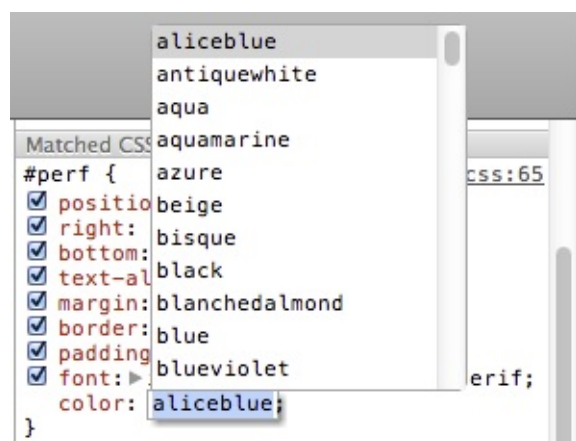 aliceblue
antiquewhite
aqua
aquamarine
azure
beige
bisque
black
blanchedalmond
blue
blueviolet
Matched CSS
#perf { css:65
positio
right:
bottom:
text-al
margin:
border:
padding
font: erif;
color: aliceblue;
}